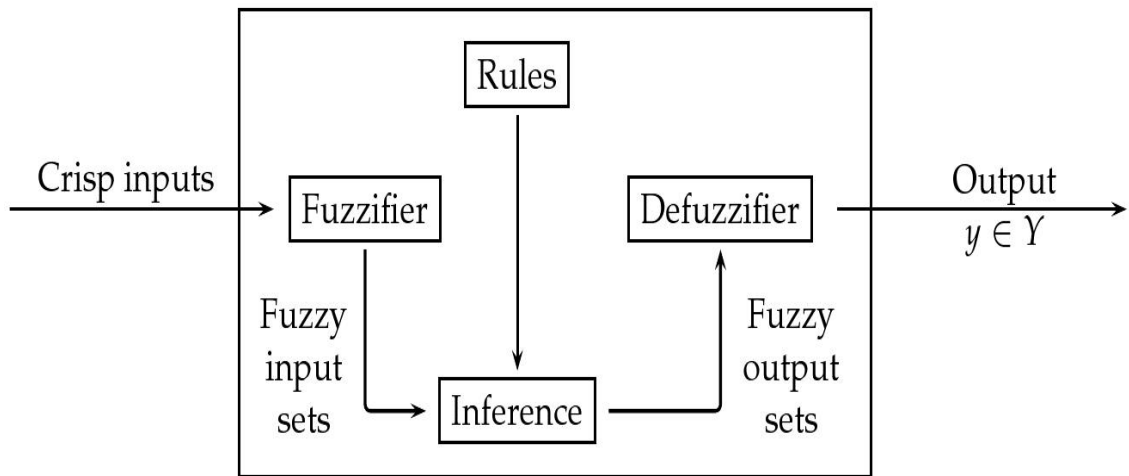 Rules
Crisp inputs
Fuzzifier
Defuzzifier
Output
y ∈ Y
Fuzzy
input
sets
Inference
Fuzzy
output
sets